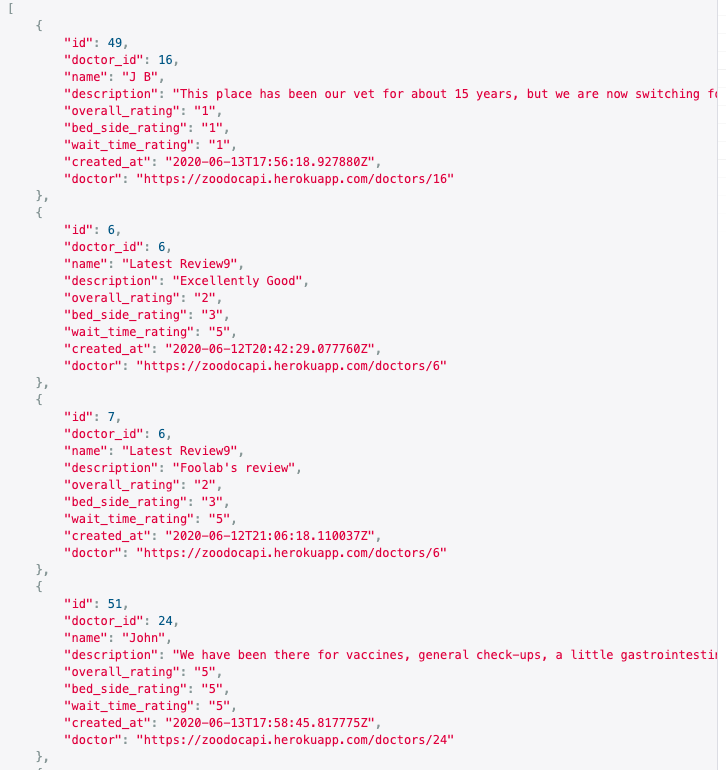 [
{
"id": 49,
"doctor_id": 16,
"name": "J B",
"description": "This place has been our vet for about 15 years, but we are now switching
"overall_rating": "1",
"bed_side_rating": "1",
"wait_time_rating": "1",
"created_at": "2020-06-13T17:56:18.927880Z",
"doctor": "https://zoodocapi.herokuapp.com/doctors/16"
},
{
"id": 6,
"doctor_id": 6,
"name": "Latest Review9",
"description": "Excellently Good",
"overall_rating": "2",
"bed_side_rating": "3",
"wait_time_rating": "5",
"created_at": "2020-06-12T20:42:29.077760Z",
"doctor": "https://zoodocapi.herokuapp.com/doctors/6"
},
{
"id": 7,
"doctor_id": 6,
"name": "Latest Review9",
"description": "Foolab's review",
"overall_rating": "2",
"bed_side_rating": "3",
"wait_time_rating": "5",
"created_at": "2020-06-12T21:06:18.110037Z",
"doctor": "https://zoodocapi.herokuapp.com/doctors/6"
},
{
"id": 51,
"doctor_id": 24,
"name": "John",
"description": "We have been there for vaccines, general check-ups, a little
"overall_rating": "5",
"bed_side_rating": "5",
"wait_time_rating": "5",
"created_at": "2020-06-13T17:58:45.817775Z",
"doctor": "https://zoodocapi.herokuapp.com/doctors/24"
},